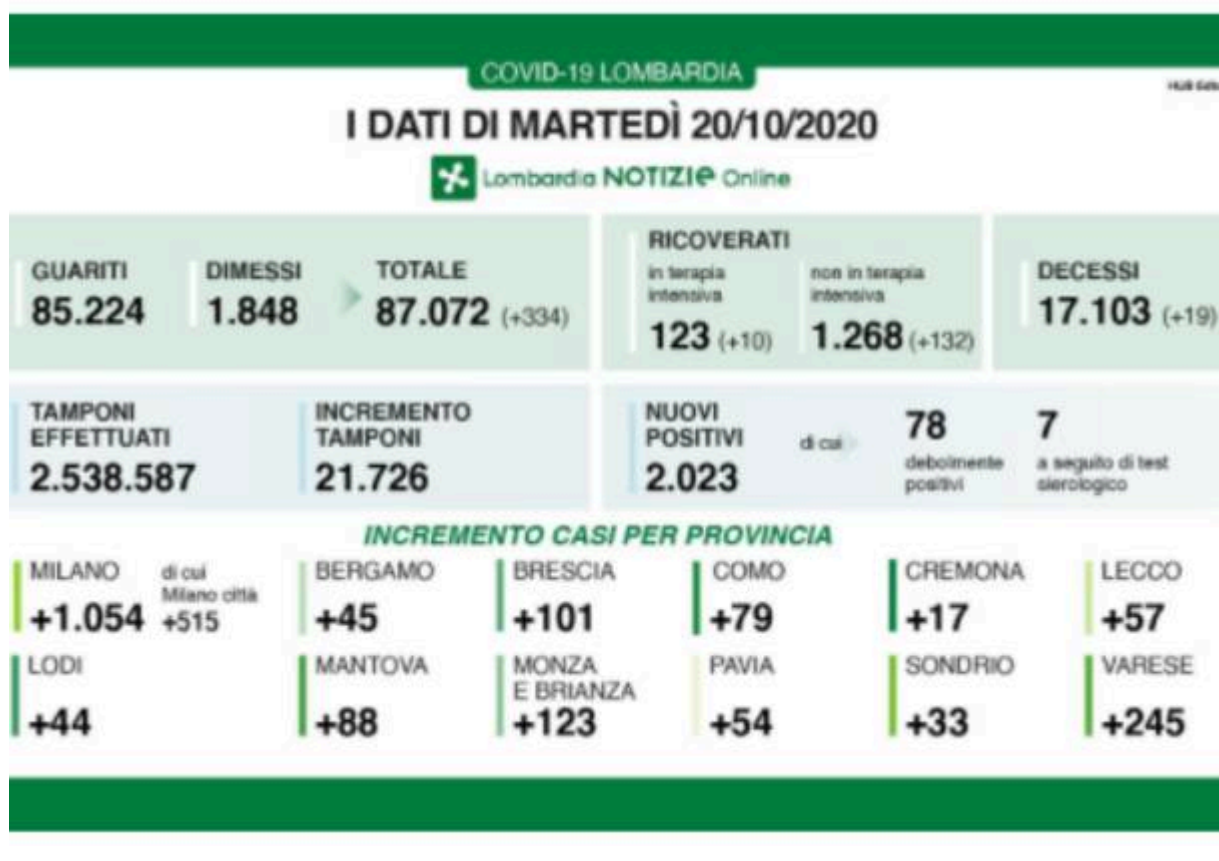 COVID-19 LOMBARDIA
I DATI DI MARTEDÌ 20/10/2020
Lombardia NOTIZIe Online
GUARITI
85.224
DIMESSI
1.848
TOTALE
87.072 (+334)
RICOVERATI
in terapia
intensiva
123 (+10)
non in terapia
intensiva
1.268 (+132)
DECESSI
17.103 (+19)
TAMPONI
EFFETTUATI
2.538.587
INCREMENTO
TAMPONI
21.726
NUOVI
POSITIVI
2.023
di cui
78
debolmente
positivi
7
a seguito di test
sierologico
INCREMENTO CASI PER PROVINCIA
MILANO
+1.054
di cui
Milano città
+515
BERGAMO
+45
BRESCIA
+101
COMO
+79
CREMONA
+17
LECCO
+57
LODI
+44
MANTOVA
+88
MONZA
E BRIANZA
+123
PAVIA
+54
SONDRIO
+33
VARESE
+245